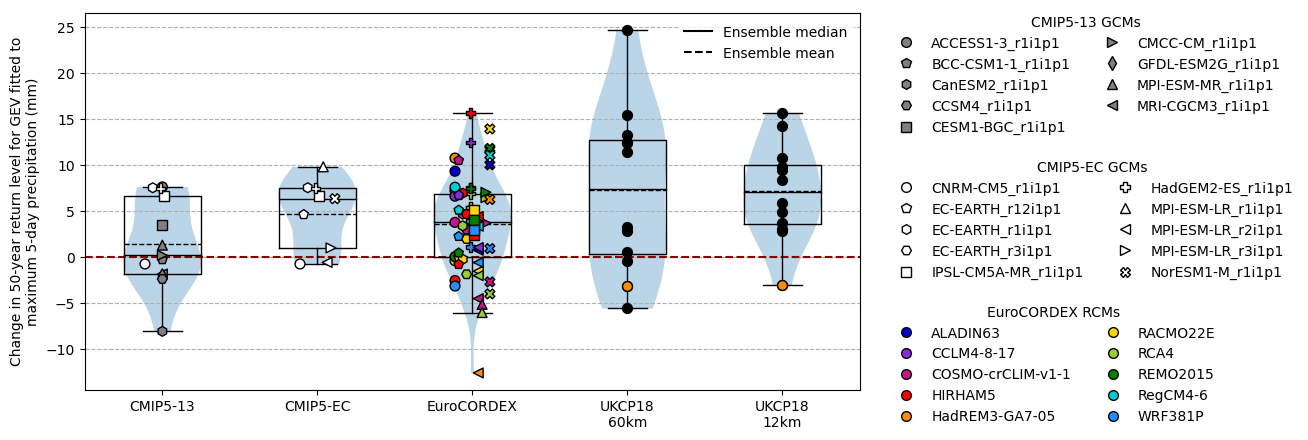 Change in 50-year return level for GEV fitted to
maximum 5-day precipitation (mm)
25
20
15
10
5
0
−5
−10
Ensemble median
Ensemble mean
CMIP5-13
CMIP5-EC
EuroCORDEX
UKCP18
60km
UKCP18
12km
CMIP5-13 GCMs
ACCESS1-3_r1i1p1
BCC-CSM1-1_r1i1p1
CanESM2_r1i1p1
CCSM4_r1i1p1
CESM1-BGC_r1i1p1
CMCC-CM_r1i1p1
GFDL-ESM2G_r1i1p1
MPI-ESM-MR_r1i1p1
MRI-CGCM3_r1i1p1
CMIP5-EC GCMs
CNRM-CM5_r1i1p1
EC-EARTH_r12i1p1
EC-EARTH_r1i1p1
EC-EARTH_r3i1p1
IPSL-CM5A-MR_r1i1p1
HadGEM2-ES_r1i1p1
MPI-ESM-LR_r1i1p1
MPI-ESM-LR_r2i1p1
MPI-ESM-LR_r3i1p1
NorESM1-M_r1i1p1
EuroCORDEX RCMs
ALADIN63
CCLM4-8-17
COSMO-crCLIM-v1-1
HIRHAM5
HadREM3-GA7-05
RACMO22E
RCA4
REMO2015
RegCM4-6
WRF381P